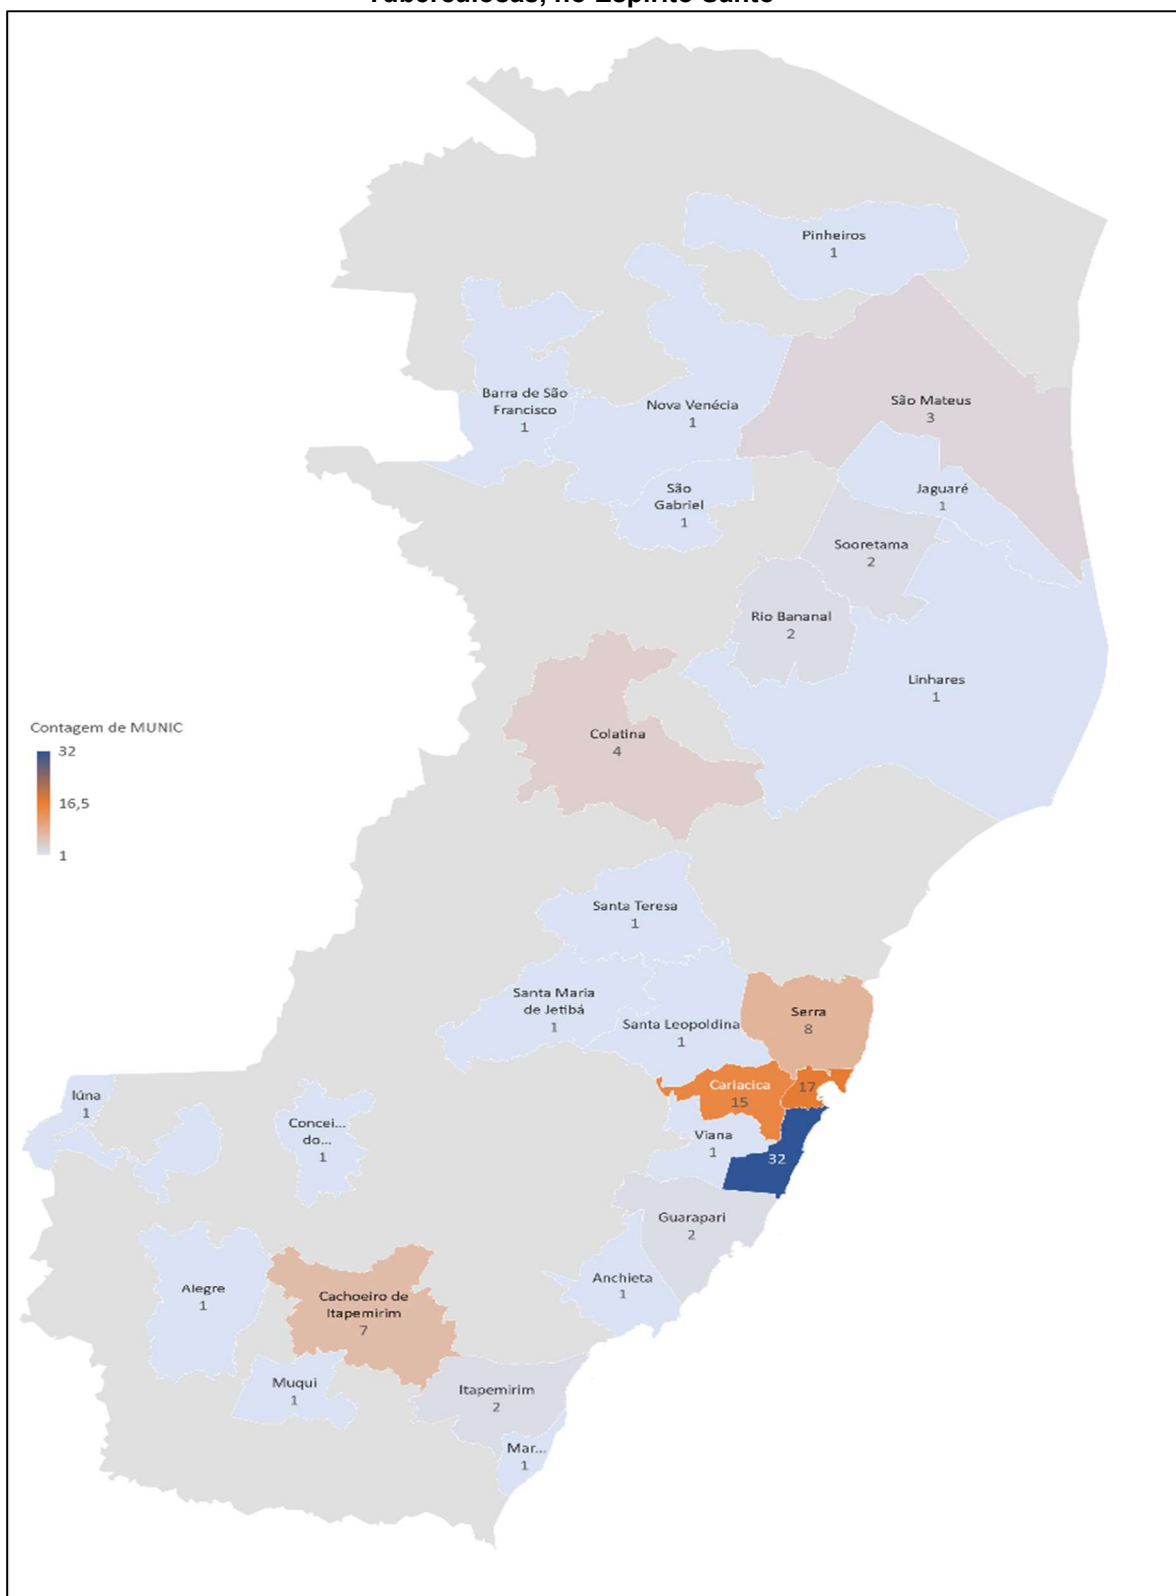 Tuberculosas, no Espírito Santo
Pinheiros
1
Barra de São
Francisco
1
Nova Venécia
1
São Mateus
3
São
Gabriel
1
Jaguaré
1
Sooretama
2
Rio Bananal
2
Linhares
1
Contagem de MUNIC
32
16,5
1
Colatina
4
Santa Teresa
1
Santa Maria
de Jetibá
1
Santa Leopoldina
1
Serra
8
Cariacica
15
17
Iúna
1
Concei...
do...
1
Viana
1
32
Guarapari
2
Anchieta
1
Alegre
1
Cachoeiro de
Itapemirim
7
Muqui
1
Itapemirim
2
Mar...
1